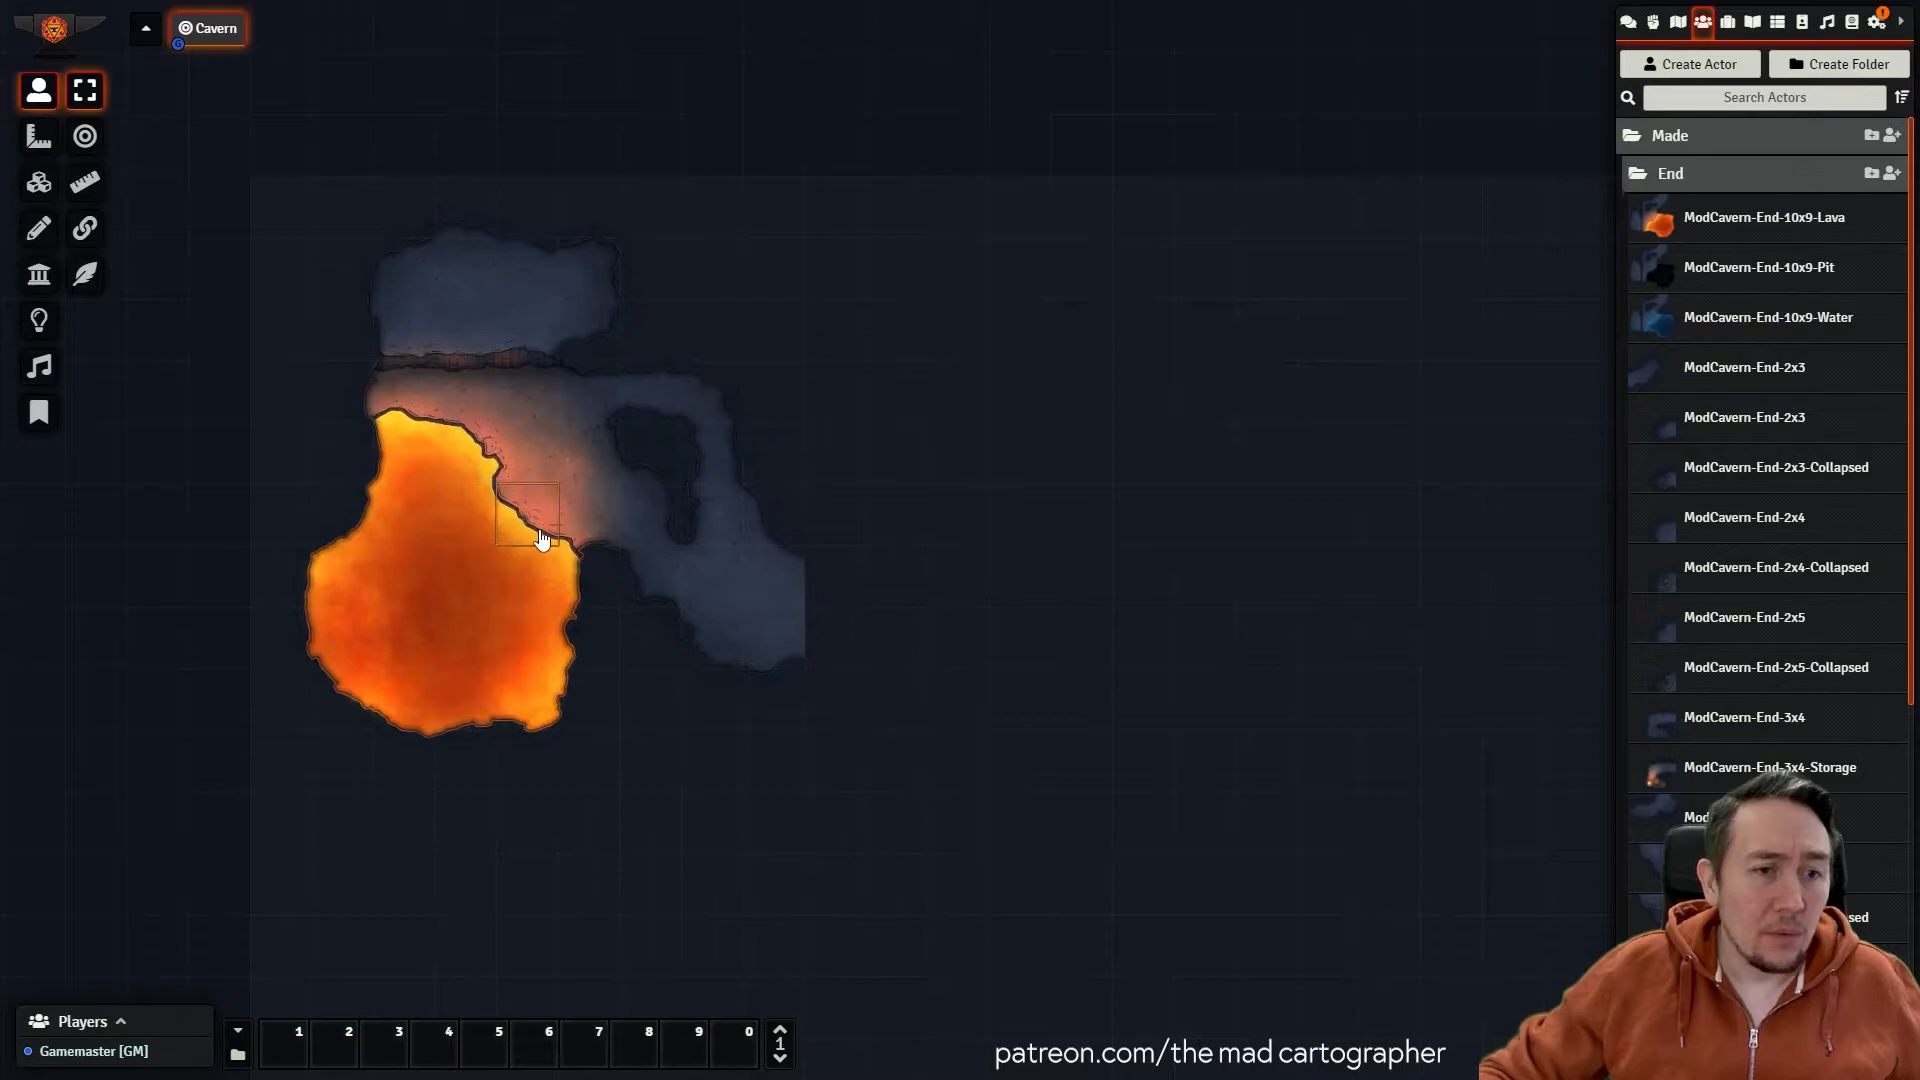 Cavern
G
Create Actor
Create Folder
Search Actors
Made
End
ModCavern-End-10x9-Lava
ModCavern-End-10x9-Pit
ModCavern-End-10x9-Water
ModCavern-End-2x3
ModCavern-End-2x3
ModCavern-End-2x3-Collapsed
ModCavern-End-2x4
ModCavern-End-2x4-Collapsed
ModCavern-End-2x5
ModCavern-End-2x5-Collapsed
ModCavern-End-3x4
ModCavern-End-3x4-Storage
Mod
sed
Players
Gamemaster [GM]
1 2 3 4 5 6 7 8 9 0
1
patreon.com/the mad cartographer